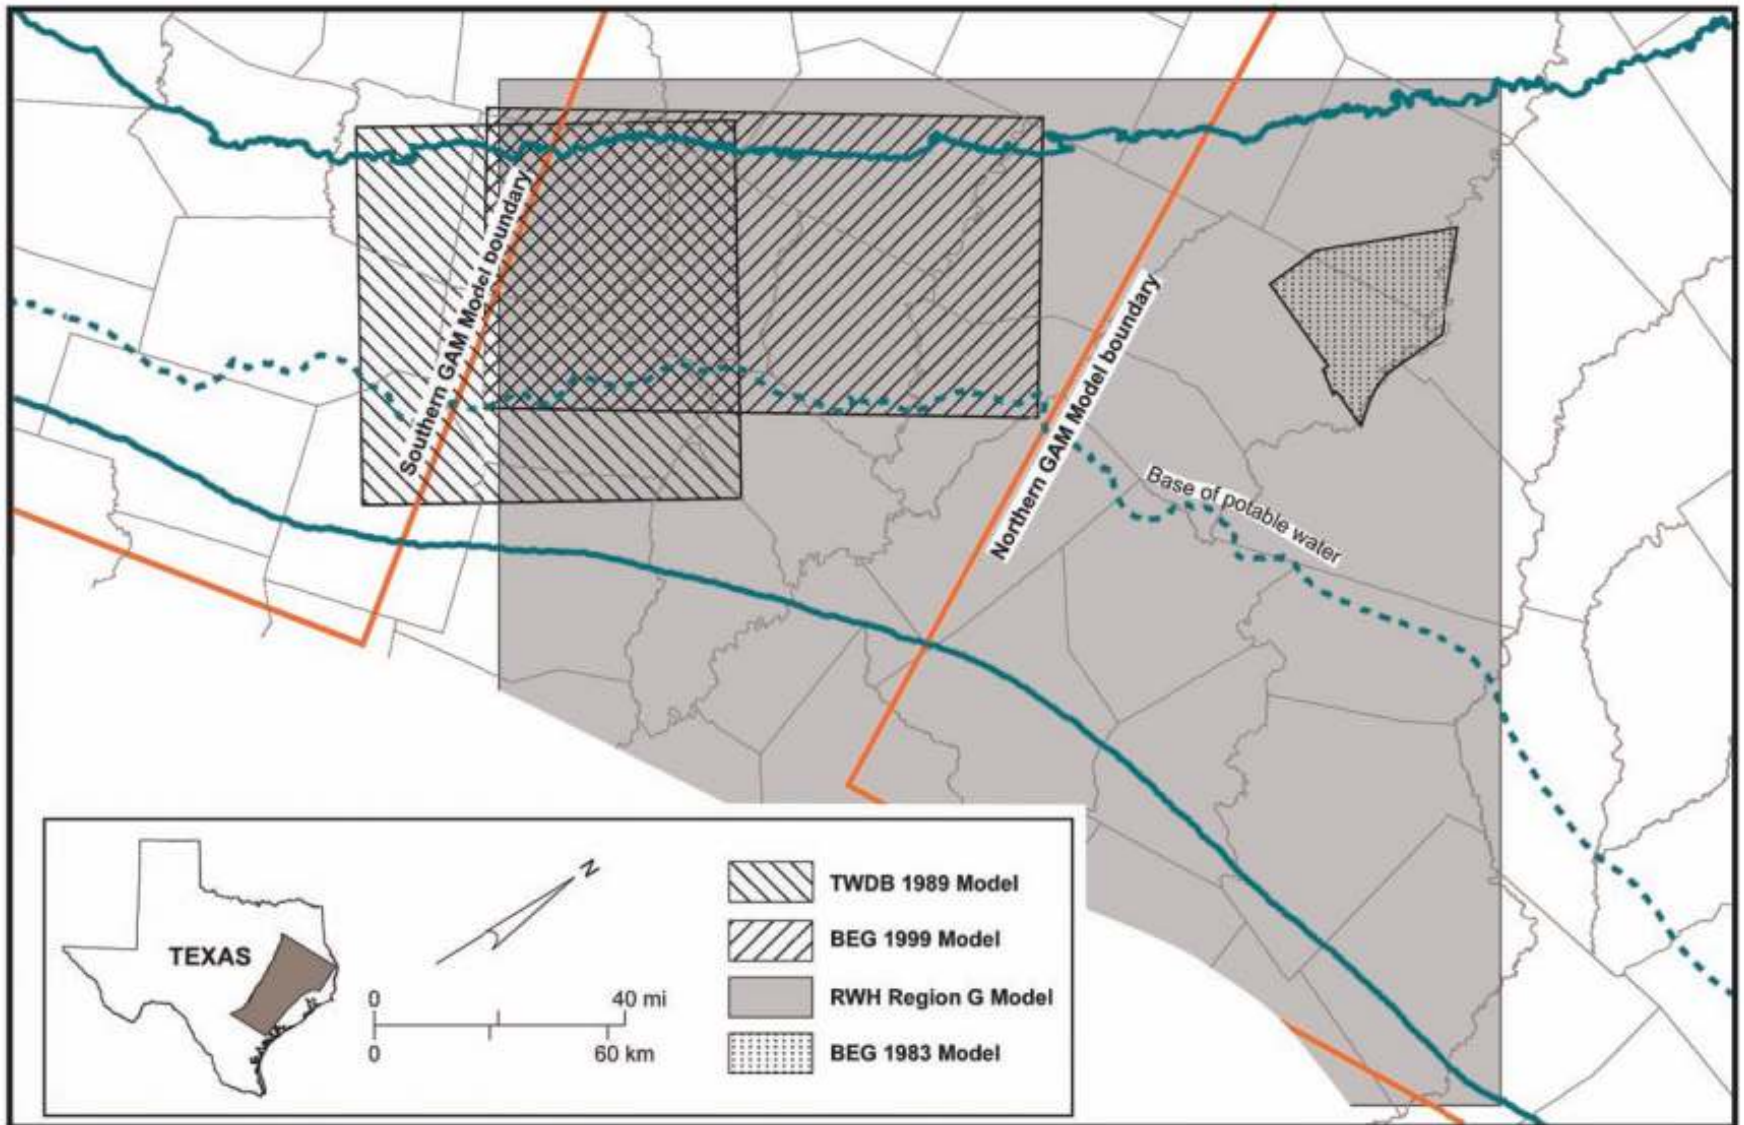 Southern GAM Model boundary
Northern GAM Model boundary
Base of potable water
TEXAS
N
0
40 mi
0
60 km
TWDB 1989 Model
BEG 1999 Model
RWH Region G Model
BEG 1983 Model